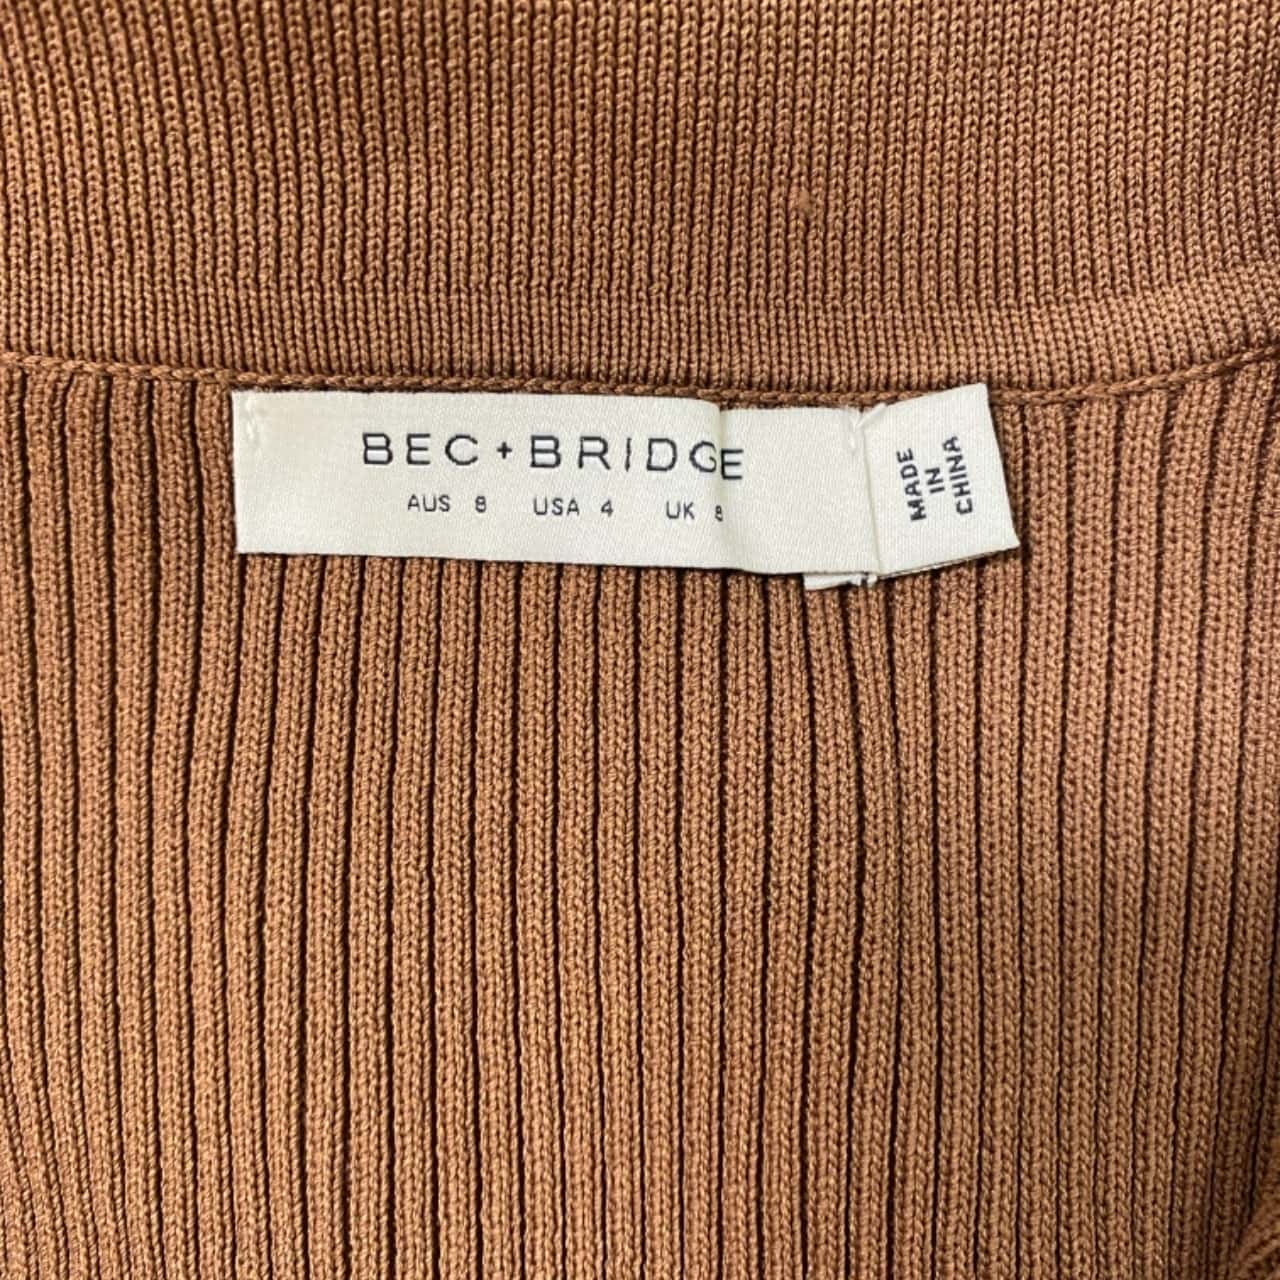 BEC+BRIDGE
AUS 8 USA 4 UK 8
MADE
IN
CHINA